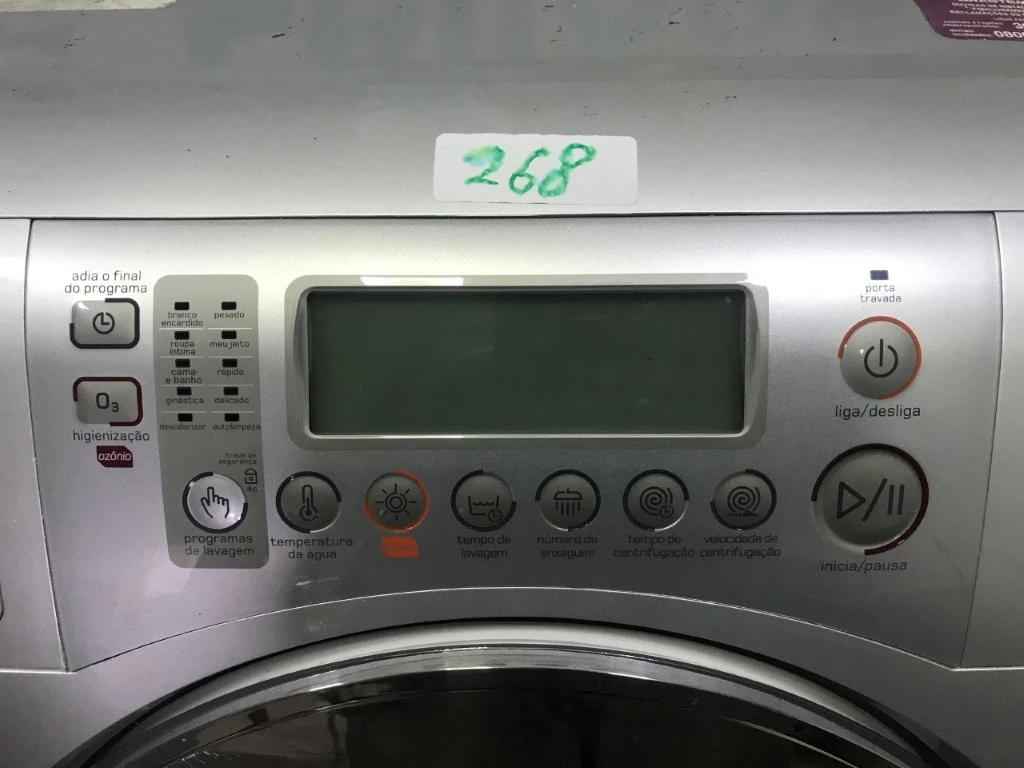 268
adia o final
do programa
O3
higienização
ozônio
branco
encardido
pesado
roupa
íntima
meu jeito
cama
e banho
rápido
ginástica
delicado
desodorizar
autolimpeza
trava de
segurança
4s
programas
de lavagem
temperatura
da água
tempo de
lavagem
número de
enxágues
tempo de
centrifugação
velocidade de
centrifugação
porta
travada
liga/desliga
inicia/pausa